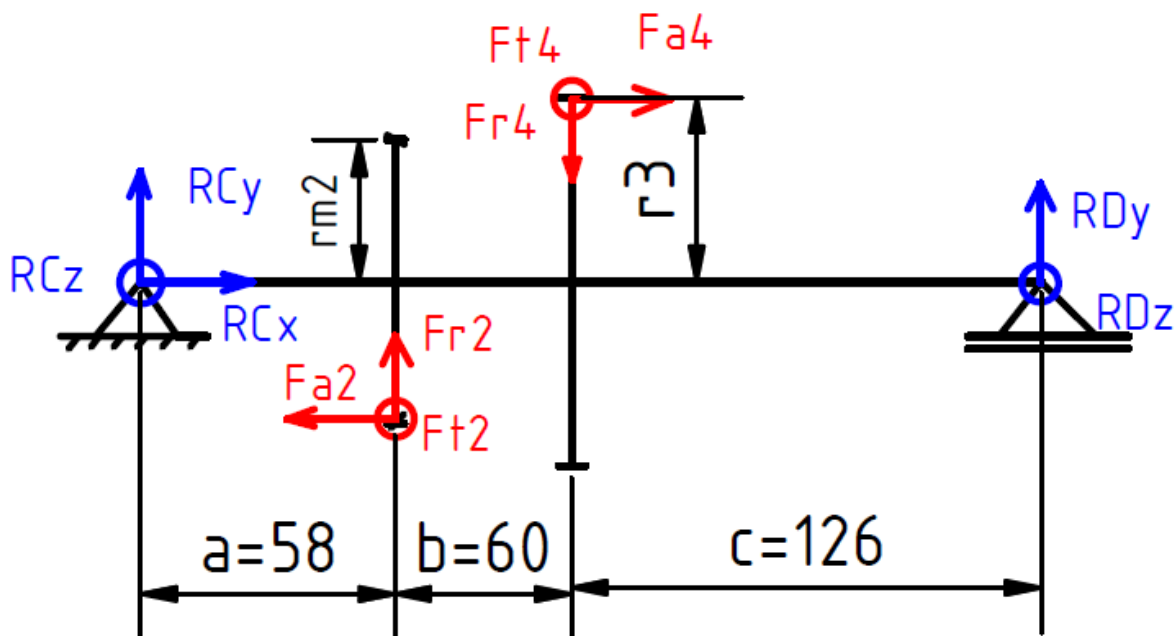 Ft4
Fa4
Fr4
rm2
r3
RCy
RDy
RCz
RCx
RDz
Fr2
Fa2
Ft2
a=58
b=60
c=126